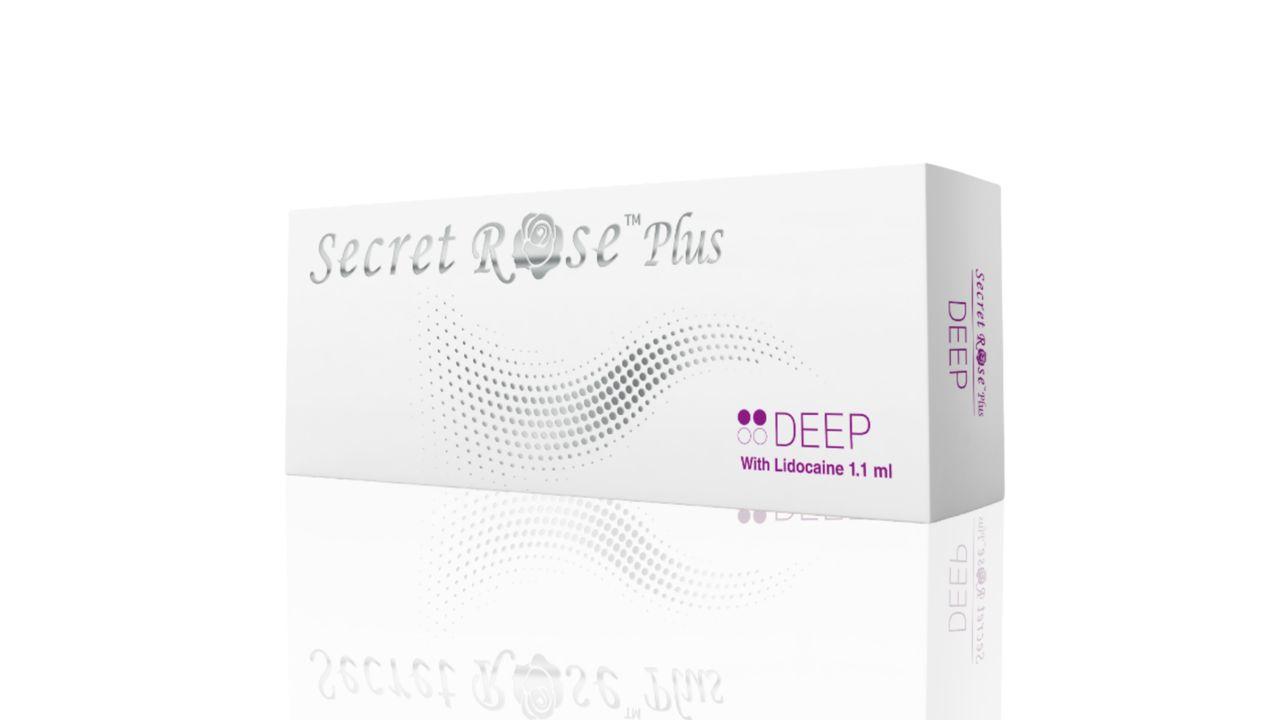 Secret Rose™ Plus
DEEP
With Lidocaine 1.1 ml
Secret Rose™ Plus
DEEP